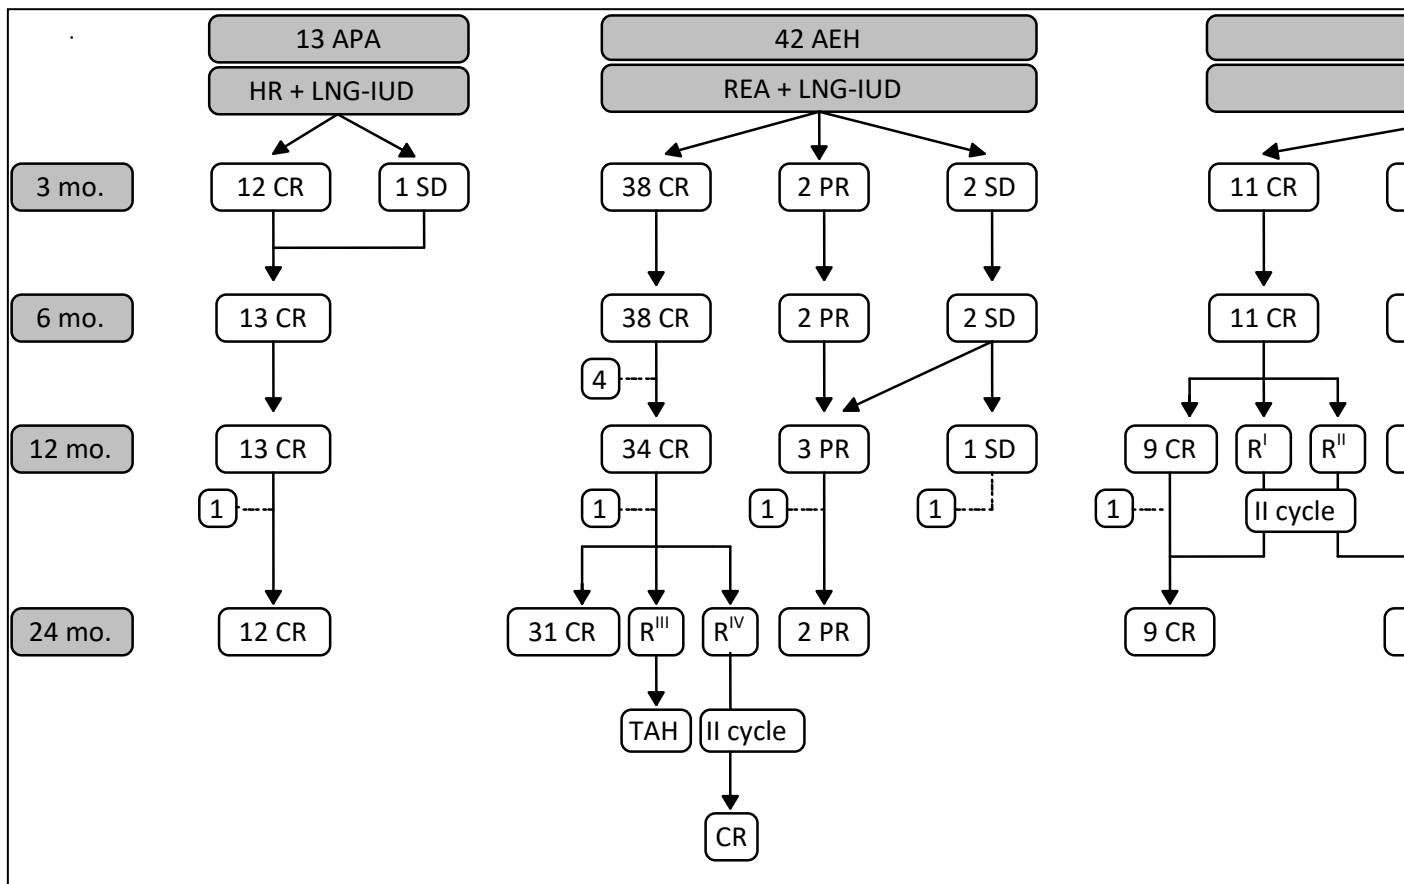 13 APA
42 AEH
HR + LNG-IUD
REA + LNG-IUD
3 mo.
12 CR
1 SD
38 CR
2 PR
2 SD
11 CR
6 mo.
13 CR
38 CR
2 PR
2 SD
11 CR
4
12 mo.
13 CR
34 CR
3 PR
1 SD
9 CR
R^I
R^II
1
1
1
1
1
II cycle
24 mo.
12 CR
31 CR
R^III
R^IV
2 PR
9 CR
TAH
II cycle
CR